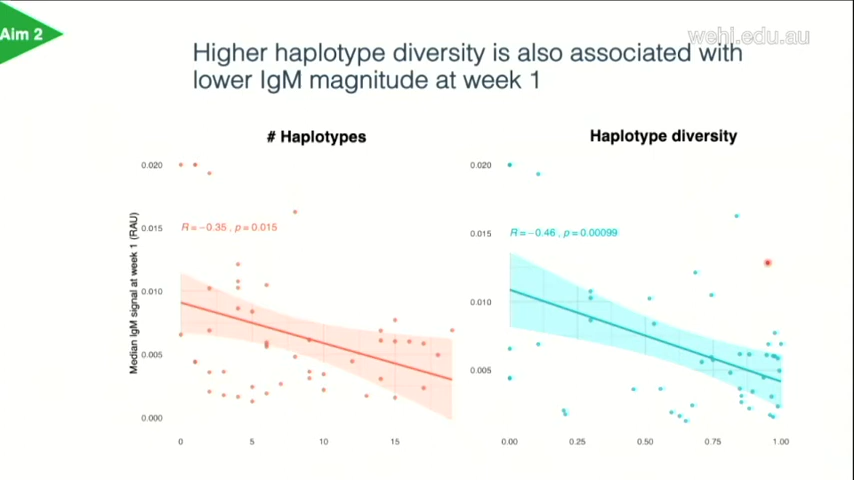 Aim 2
wehi.edu.au
Higher haplotype diversity is also associated with
lower IgM magnitude at week 1
# Haplotypes
Haplotype diversity
Median IgM signal at week 1 (RAU)
0.020
0.015
0.010
0.005
0.000
R = −0.35 , p = 0.015
0
5
10
15
0.020
0.015
0.010
0.005
R = −0.46 , p = 0.00099
0.00
0.25
0.50
0.75
1.00